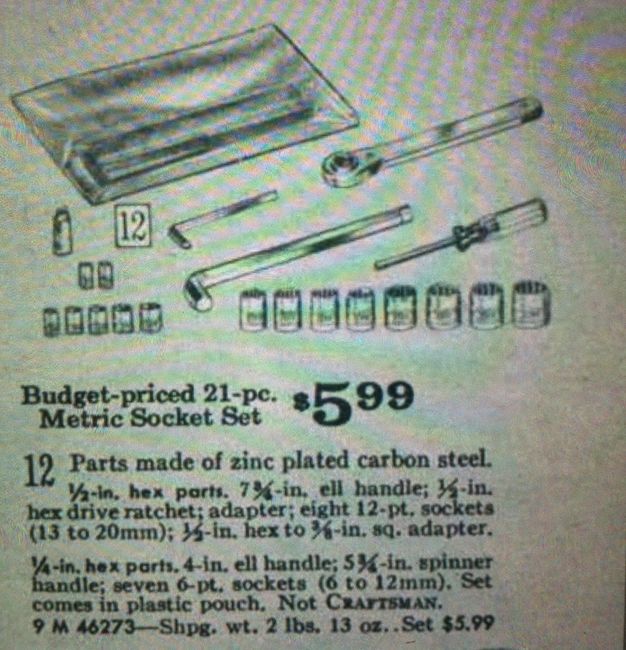 12
Budget-priced 21-pc.
Metric Socket Set
$5.99
12 Parts made of zinc plated carbon steel.
½-in. hex parts. 7¾-in. ell handle; ½-in.
hex drive ratchet; adapter; eight 12-pt. sockets
(13 to 20mm); ½-in. hex to ⅜-in. sq. adapter.
¼-in. hex parts. 4-in. ell handle; 5¾-in. spinner
handle; seven 6-pt. sockets (6 to 12mm). Set
comes in plastic pouch. Not CRAFTSMAN.
9 M 46273—Shpg. wt. 2 lbs. 13 oz..Set $5.99